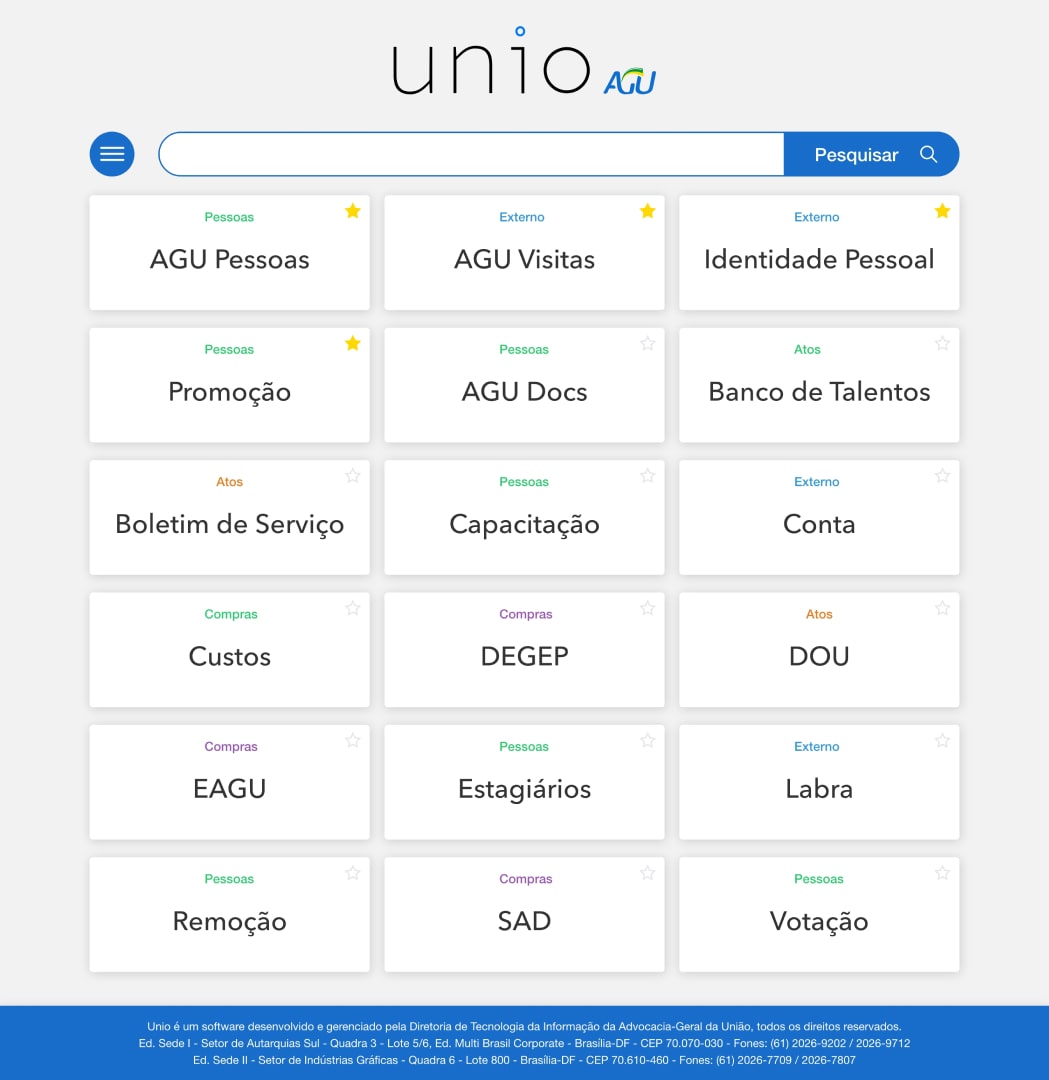 unio AGU
Pesquisar
Pessoas
AGU Pessoas
Externo
AGU Visitas
Externo
Identidade Pessoal
Pessoas
Promoção
Pessoas
AGU Docs
Atos
Banco de Talentos
Atos
Boletim de Serviço
Pessoas
Capacitação
Externo
Conta
Compras
Custos
Compras
DEGEP
Atos
DOU
Compras
EAGU
Pessoas
Estagiários
Externo
Labra
Pessoas
Remoção
Compras
SAD
Pessoas
Votação
Unio é um software desenvolvido e gerenciado pela Diretoria de Tecnologia da Informação da Advocacia-Geral da União, todos os direitos reservados.
Ed. Sede I - Setor de Autarquias Sul - Quadra 3 - Lote 5/6, Ed. Multi Brasil Corporate - Brasília-DF - CEP 70.070-030 - Fones: (61) 2026-9202 / 2026-9712
Ed. Sede II - Setor de Indústrias Gráficas - Quadra 6 - Lote 800 - Brasília-DF - CEP 70.610-460 - Fones: (61) 2026-7709 / 2026-7807